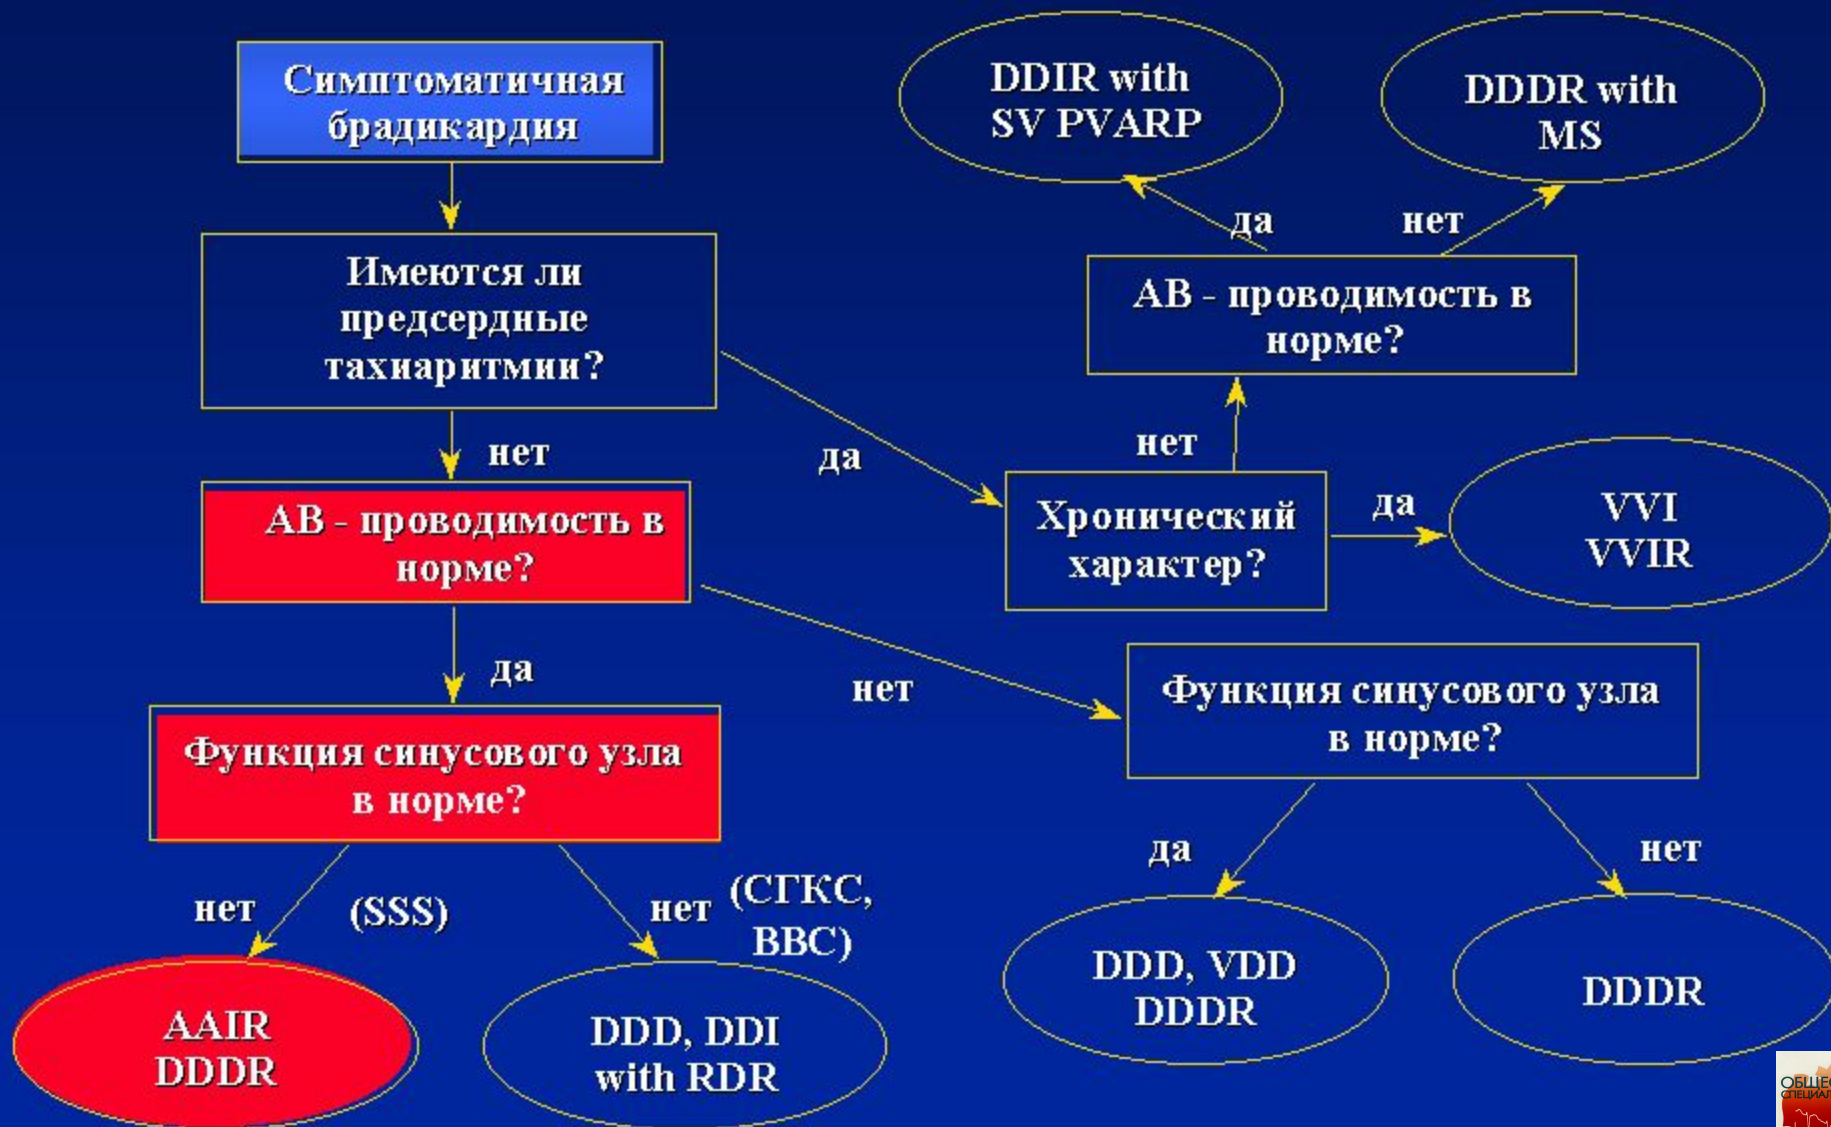 Симптоматичная
брадикардия
DDIR with
SV PVARP
DDDR with
MS
да
нет
Имеются ли
предсердные
тахиаритмии?
АВ - проводимость в
норме?
нет
да
нет
да
Хронический
характер?
VVI
VVIR
АВ - проводимость в
норме?
да
нет
Функция синусового узла
в норме?
Функция синусового узла
в норме?
да
нет
нет
(SSS)
нет
(СГКС,
ВВС)
AAIR
DDDR
DDD, DDI
with RDR
DDD, VDD
DDDR
DDDR